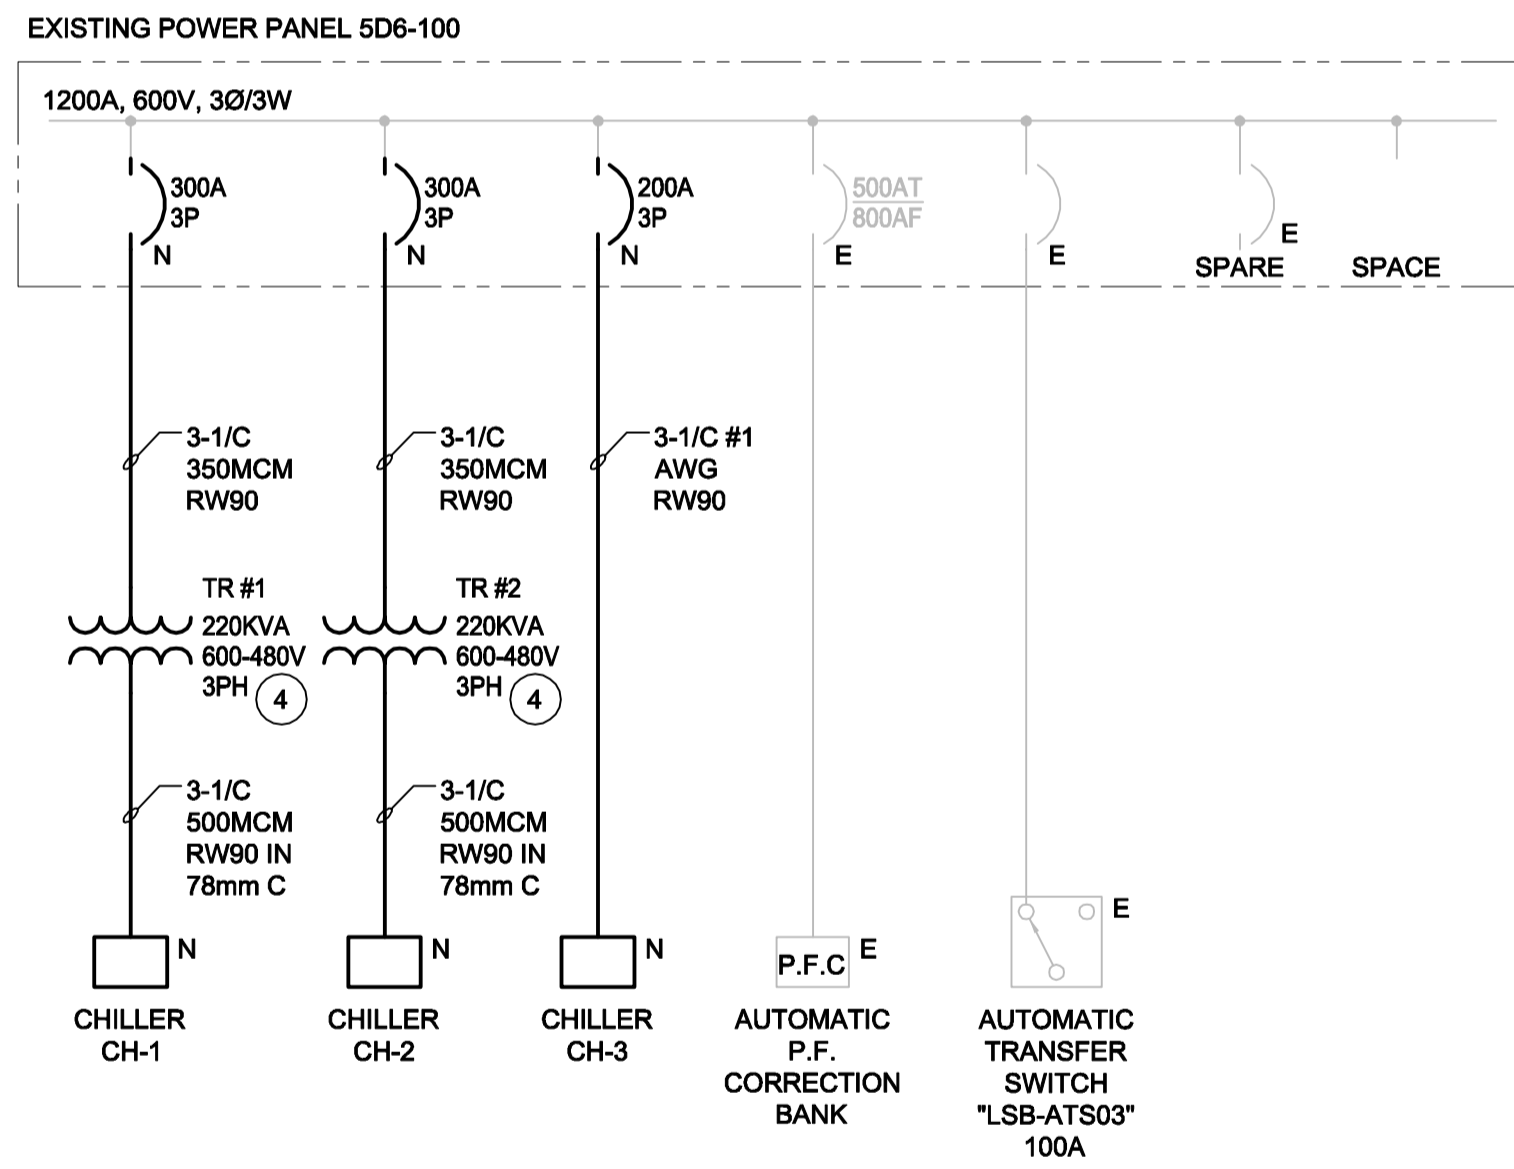 EXISTING POWER PANEL 5D6-100
1200A, 600V, 3Ø/3W
300A
3P
N
300A
3P
N
200A
3P
N
500AT
800AF
E
E
E
SPARE
SPACE
3-1/C
350MCM
RW90
3-1/C
350MCM
RW90
3-1/C #1
AWG
RW90
TR #1
220KVA
600-480V
3PH
4
TR #2
220KVA
600-480V
3PH
4
3-1/C
500MCM
RW90 IN
78mm C
3-1/C
500MCM
RW90 IN
78mm C
N
CHILLER
CH-1
N
CHILLER
CH-2
N
CHILLER
CH-3
P.F.C
E
AUTOMATIC
P.F.
CORRECTION
BANK
E
AUTOMATIC
TRANSFER
SWITCH
"LSB-ATS03"
100A